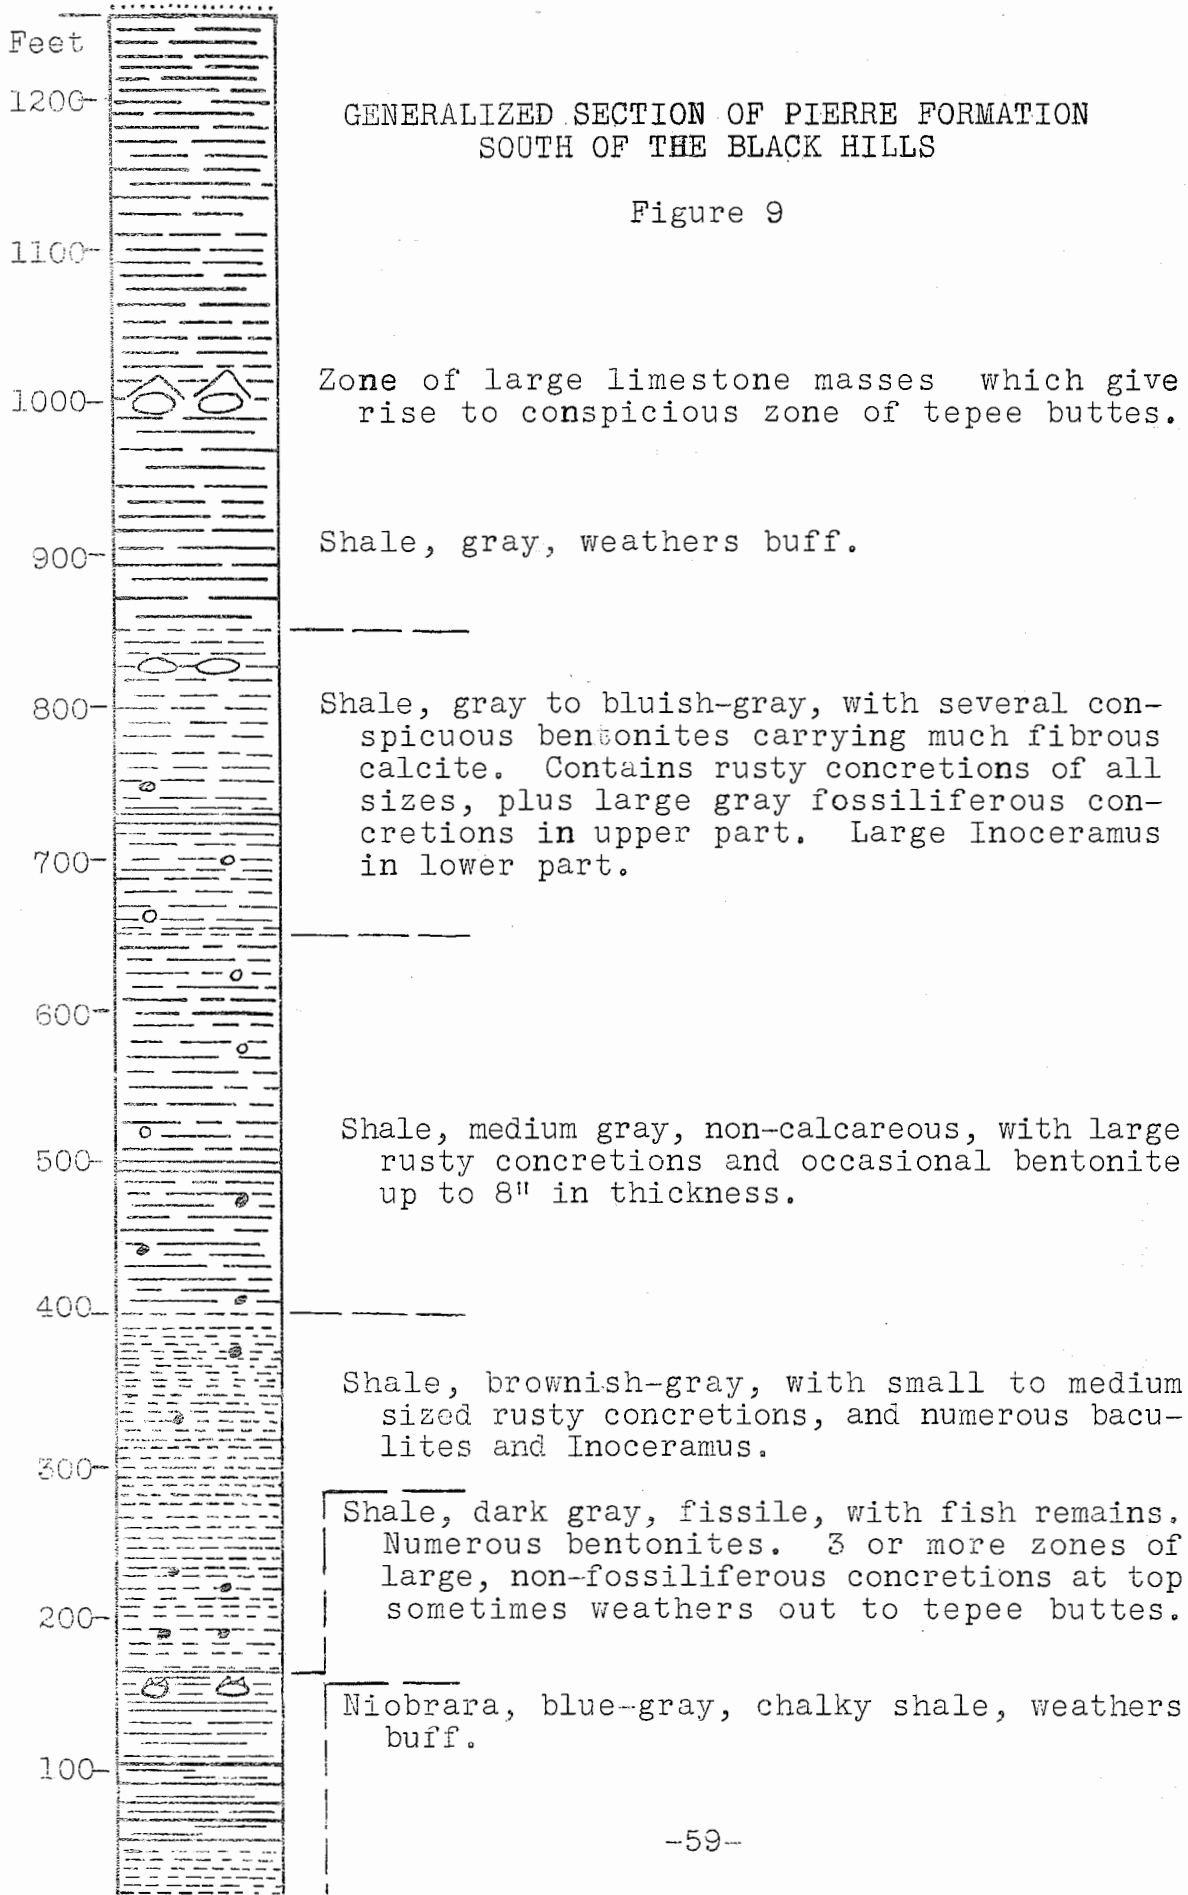 Feet
1200-
GENERALIZED SECTION OF PIERRE FORMATION
SOUTH OF THE BLACK HILLS
Figure 9
1100-
Zone of large limestone masses which give
1000-
rise to conspicious zone of tepee buttes.
Shale, gray, weathers buff.
900-
Shale, gray to bluish-gray, with several con-
800-
spicuous bentonites carrying much fibrous
calcite. Contains rusty concretions of all
sizes, plus large gray fossiliferous con-
cretions in upper part. Large Inoceramus
700-
in lower part.
600-
Shale, medium gray, non-calcareous, with large
500-
rusty concretions and occasional bentonite
up to 8" in thickness.
400-
Shale, brownish-gray, with small to medium
sized rusty concretions, and numerous bacu-
lites and Inoceramus.
300-
Shale, dark gray, fissile, with fish remains.
Numerous bentonites. 3 or more zones of
large, non-fossiliferous concretions at top
200-
sometimes weathers out to tepee buttes.
Niobrara, blue-gray, chalky shale, weathers
buff.
100-
-59-